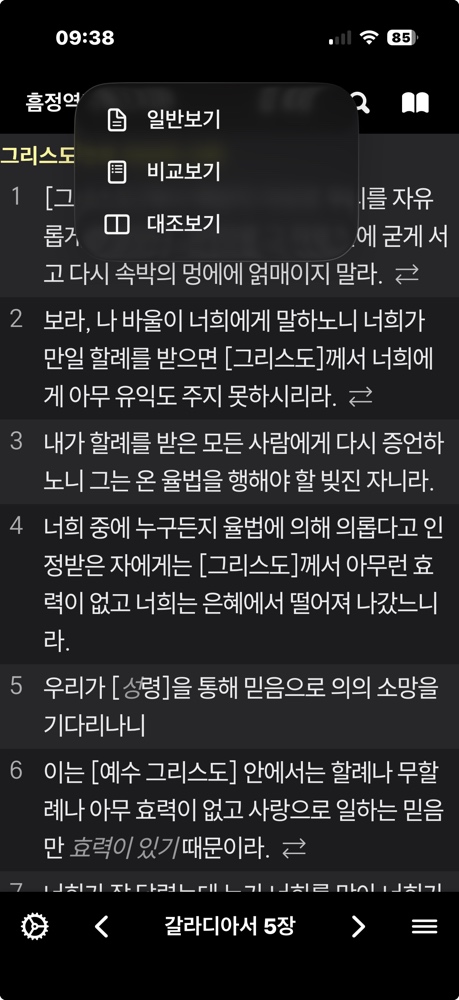 09:38
85
흠정역
일반보기
비교보기
대조보기
그리스도
1 [그 를 자유
롭게 에 굳게 서
고 다시 속박의 멍에에 얽매이지 말라. ⇄
2 보라, 나 바울이 너희에게 말하노니 너희가
만일 할례를 받으면 [그리스도]께서 너희에
게 아무 유익도 주지 못하시리라. ⇄
3 내가 할례를 받은 모든 사람에게 다시 증언하
노니 그는 온 율법을 행해야 할 빚진 자니라.
4 너희 중에 누구든지 율법에 의해 의롭다고 인
정받은 자에게는 [그리스도]께서 아무런 효
력이 없고 너희는 은혜에서 떨어져 나갔느니
라.
5 우리가 [성령]을 통해 믿음으로 의의 소망을
기다리나니
6 이는 [예수 그리스도] 안에서는 할례나 무할
례나 아무 효력이 없고 사랑으로 일하는 믿음
만 효력이 있기 때문이라. ⇄
7
갈라디아서 5장